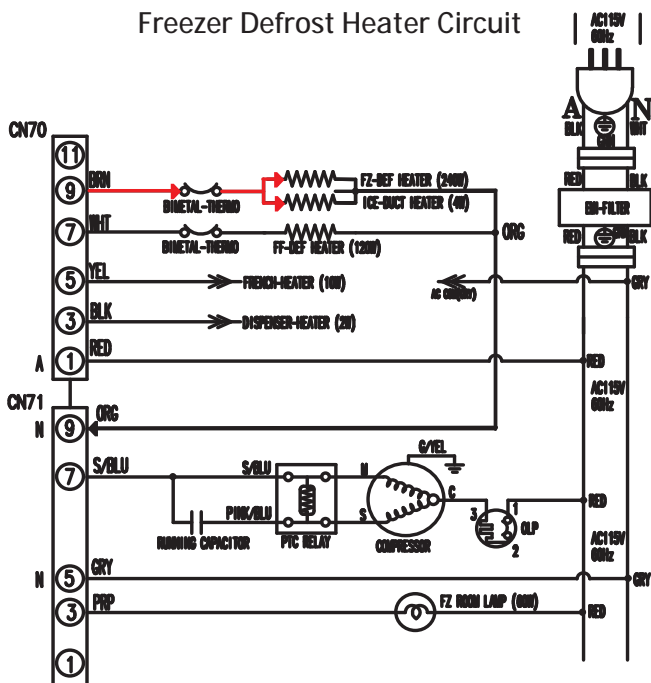 Freezer Defrost Heater Circuit
AC115V
60Hz
A
N
BLK
WHT
GRN
CN70
11
9
BRN
BIMETAL-THERMO
FZ-DEF HEATER (240W)
ICE-DUCT HEATER (4W)
RED
BLK
EMI-FILTER
7
WHT
BIMETAL-THERMO
FF-DEF HEATER (120W)
ORG
RED
BLK
5
YEL
FRENCH-HEATER (10W)
GRY
3
BLK
DISPENSER-HEATER (2W)
A
1
RED
RED
CN71
AC115V
60Hz
N
9
ORG
7
S/BLU
S/BLU
M
G/YEL
C
3
1
2
OLP
RED
PINK/BLU
S
RUNNING CAPACITOR
PTC RELAY
COMPRESSOR
AC115V
60Hz
N
5
GRY
GRY
3
PRP
FZ ROOM LAMP (60W)
RED
1